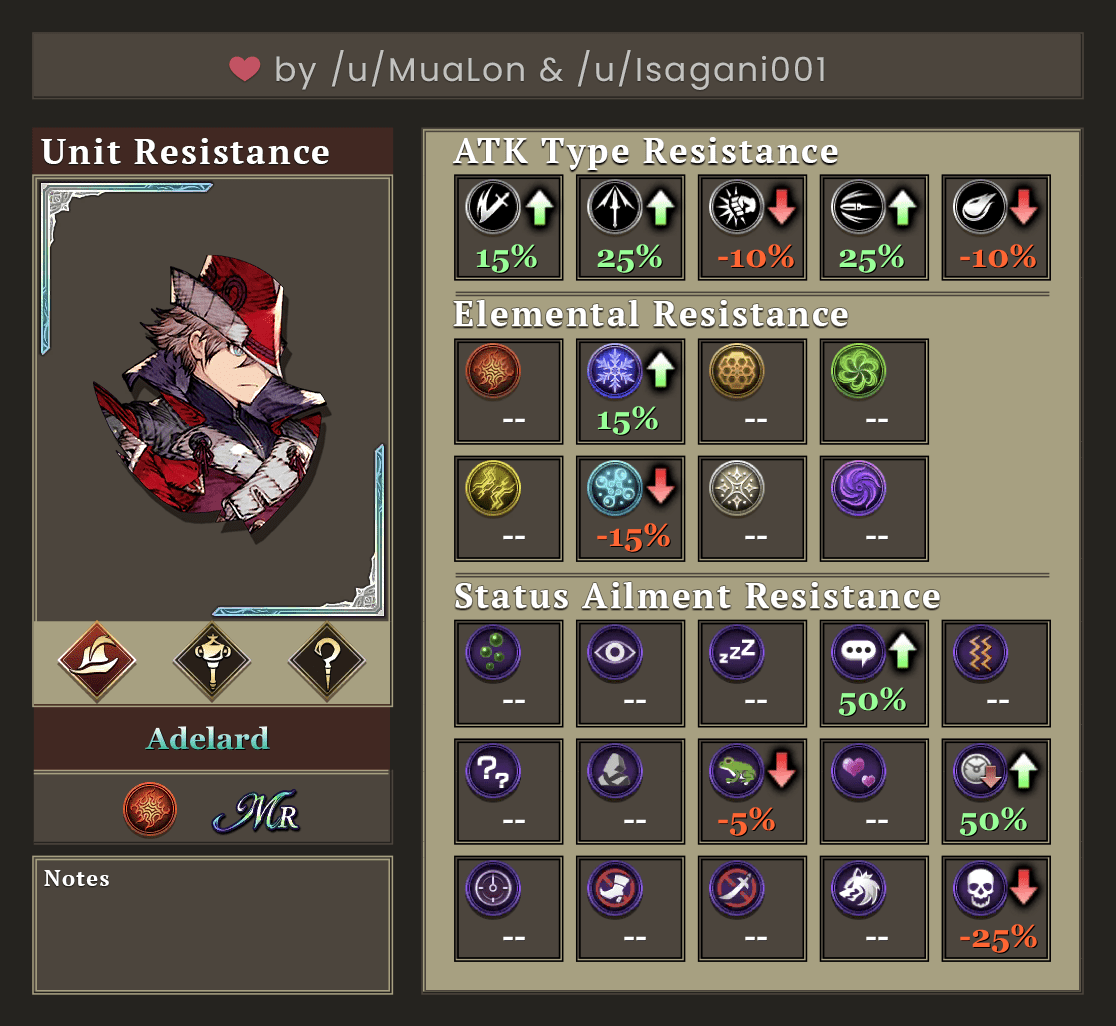 by /u/MuaLon & /u/Isagani001
Unit Resistance
Adelard
MR
Notes
ATK Type Resistance
15% 25% -10% 25% -10%
Elemental Resistance
-- 15% -- --
-- -15% -- --
Status Ailment Resistance
zzZ
-- -- -- 50% --
??
-- -- -5% -- 50%
-- -- -- -- -25%